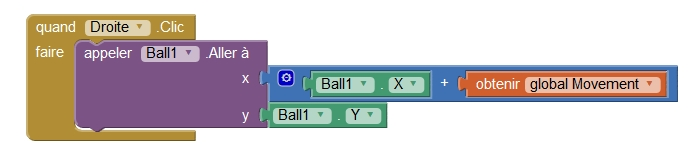 quand Droite .Clic
faire appeler Ball1 .Aller à
x Ball1 . X + obtenir global Movement
y Ball1 . Y